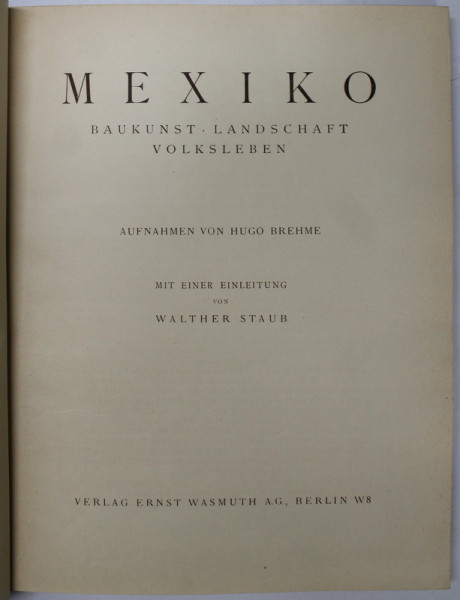 MEXIKO
BAUKUNST · LANDSCHAFT
VOLKSLEBEN
AUFNAHMEN VON HUGO BREHME
MIT EINER EINLEITUNG
VON
WALTHER STAUB
VERLAG ERNST WASMUTH A.G., BERLIN W8